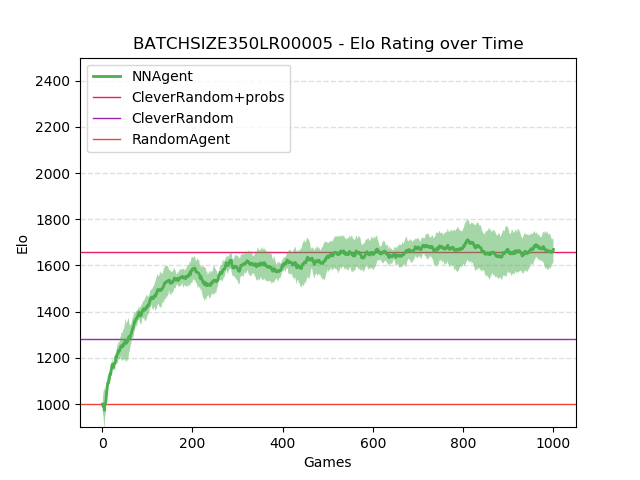 BATCHSIZE350LR00005 - Elo Rating over Time
NNAgent
CleverRandom+probs
CleverRandom
RandomAgent
2400
2200
2000
1800
1600
1400
1200
1000
Elo
0 200 400 600 800 1000
Games